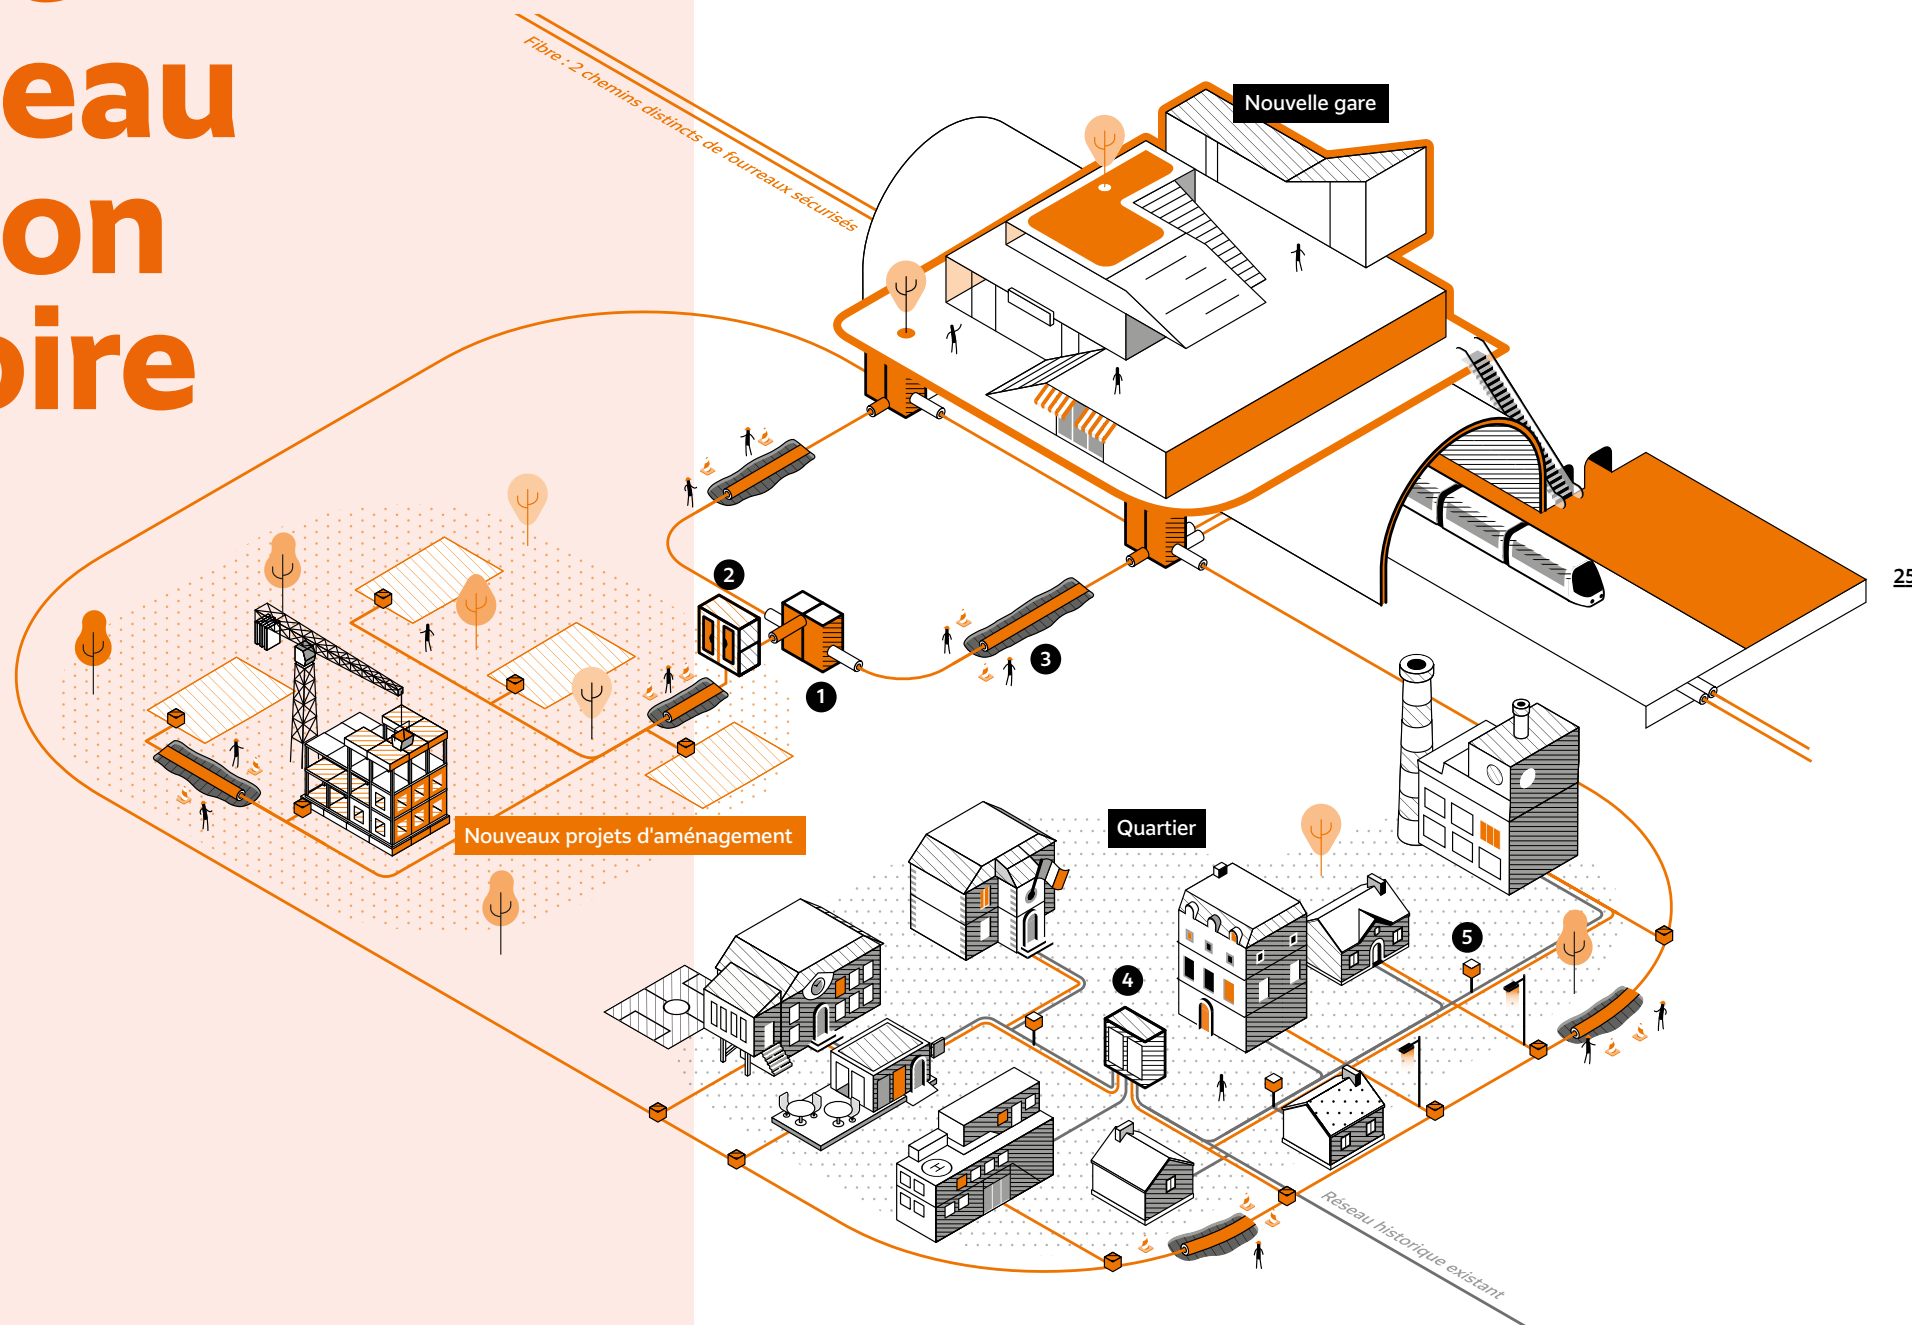 eau
on
oire
Fibre : 2 chemins distincts de fourreaux sécurisés
Nouvelle gare
25
2
1
3
Nouveaux projets d'aménagement
Quartier
5
4
H
Réseau historique existant